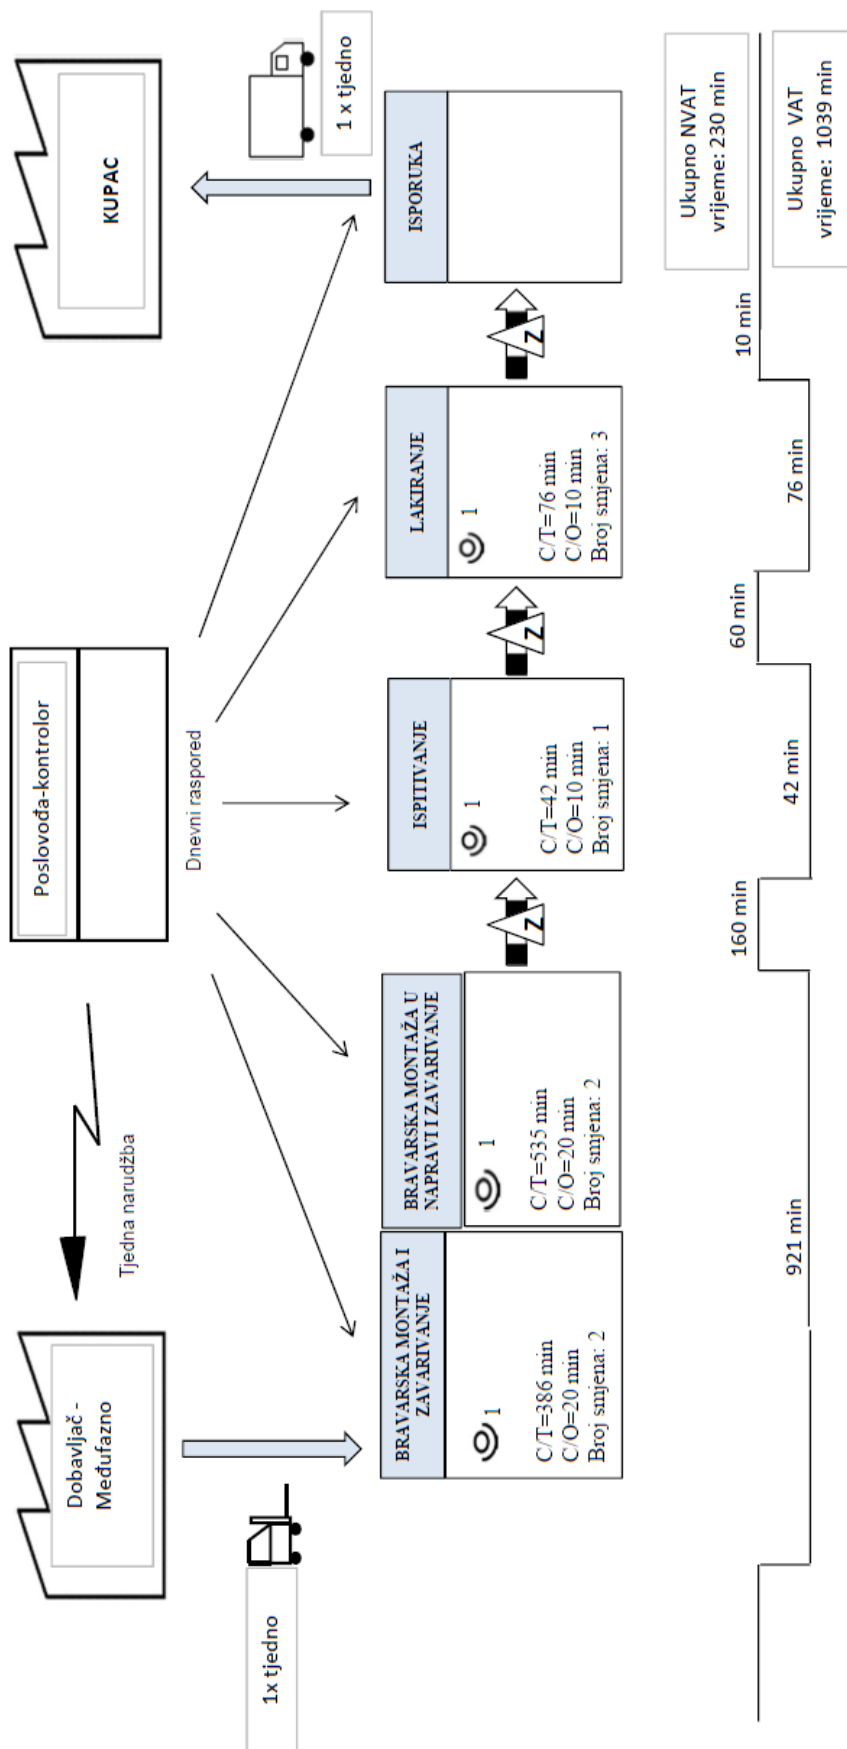 Dobavljač -
Međufazno
1x tjedno
Tjedna narudžba
Poslovođa-kontrolor
Dnevni raspored
KUPAC
1 x tjedno
BRAVARSKA MONTAŽA I
ZAVARIVANJE
1
C/T=386 min
C/O=20 min
Broj smjena: 2
BRAVARSKA MONTAŽA U
NAPRAVI I ZAVARIVANJE
1
C/T=535 min
C/O=20 min
Broj smjena: 2
Z
ISPITIVANJE
1
C/T=42 min
C/O=10 min
Broj smjena: 1
Z
LAKIRANJE
1
C/T=76 min
C/O=10 min
Broj smjena: 3
Z
ISPORUKA
921 min
160 min
42 min
60 min
76 min
10 min
Ukupno NVAT
vrijeme: 230 min
Ukupno VAT
vrijeme: 1039 min